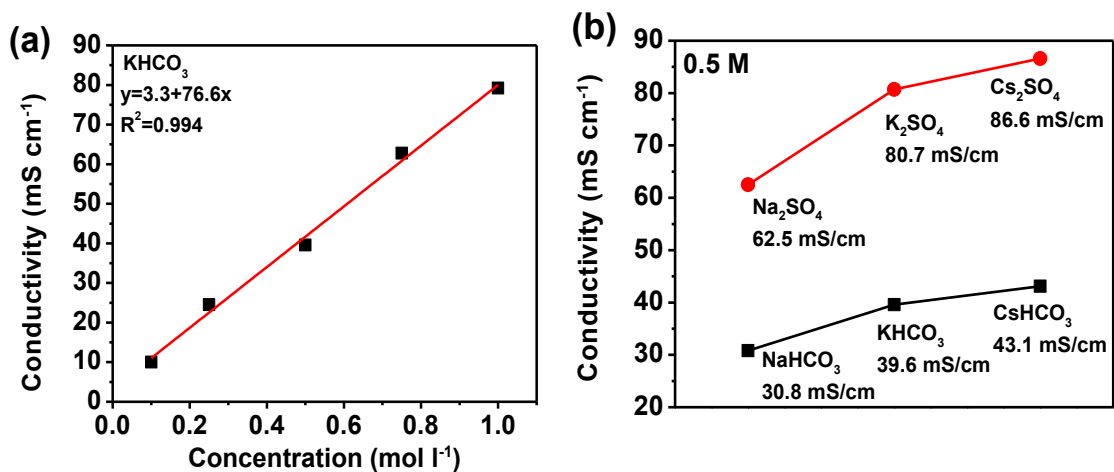 (a)
KHCO₃
y=3.3+76.6x
R²=0.994
90
80
70
60
50
40
30
20
10
0
Conductivity (mS cm⁻¹)
0.0 0.2 0.4 0.6 0.8 1.0
Concentration (mol l⁻¹)
(b)
0.5 M
90
80
70
60
50
40
30
20
Conductivity (mS cm⁻¹)
Cs₂SO₄
86.6 mS/cm
K₂SO₄
80.7 mS/cm
Na₂SO₄
62.5 mS/cm
CsHCO₃
43.1 mS/cm
KHCO₃
39.6 mS/cm
NaHCO₃
30.8 mS/cm